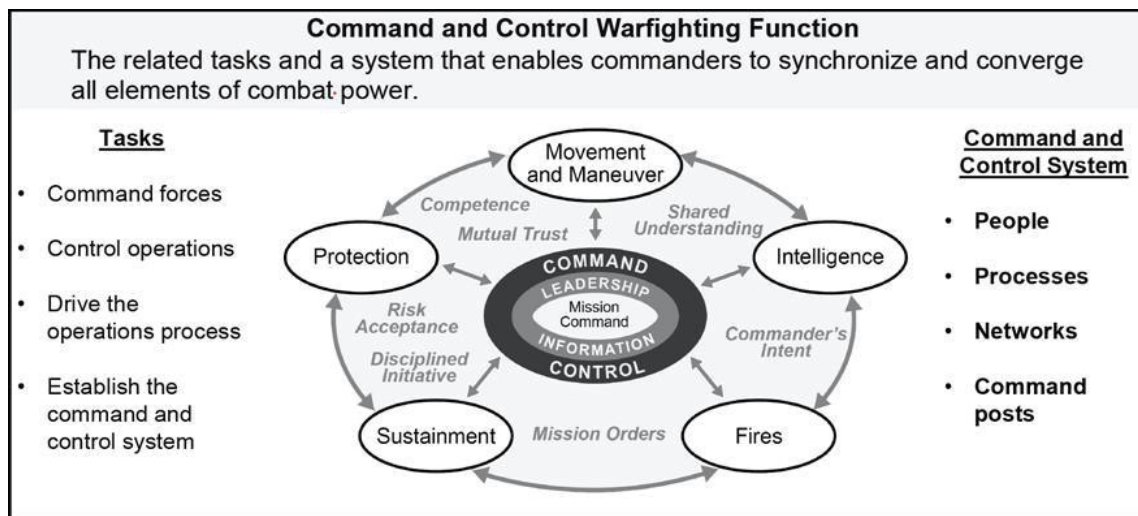 Command and Control Warfighting Function
The related tasks and a system that enables commanders to synchronize and converge
all elements of combat power.
Tasks
• Command forces
• Control operations
• Drive the
operations process
• Establish the
command and
control system
Movement
and Maneuver
Competence
Mutual Trust
Shared
Understanding
Protection
Intelligence
COMMAND
LEADERSHIP
Mission
Command
INFORMATION
CONTROL
Risk
Acceptance
Disciplined
Initiative
Commander's
Intent
Sustainment
Mission Orders
Fires
Command and
Control System
• People
• Processes
• Networks
• Command
posts